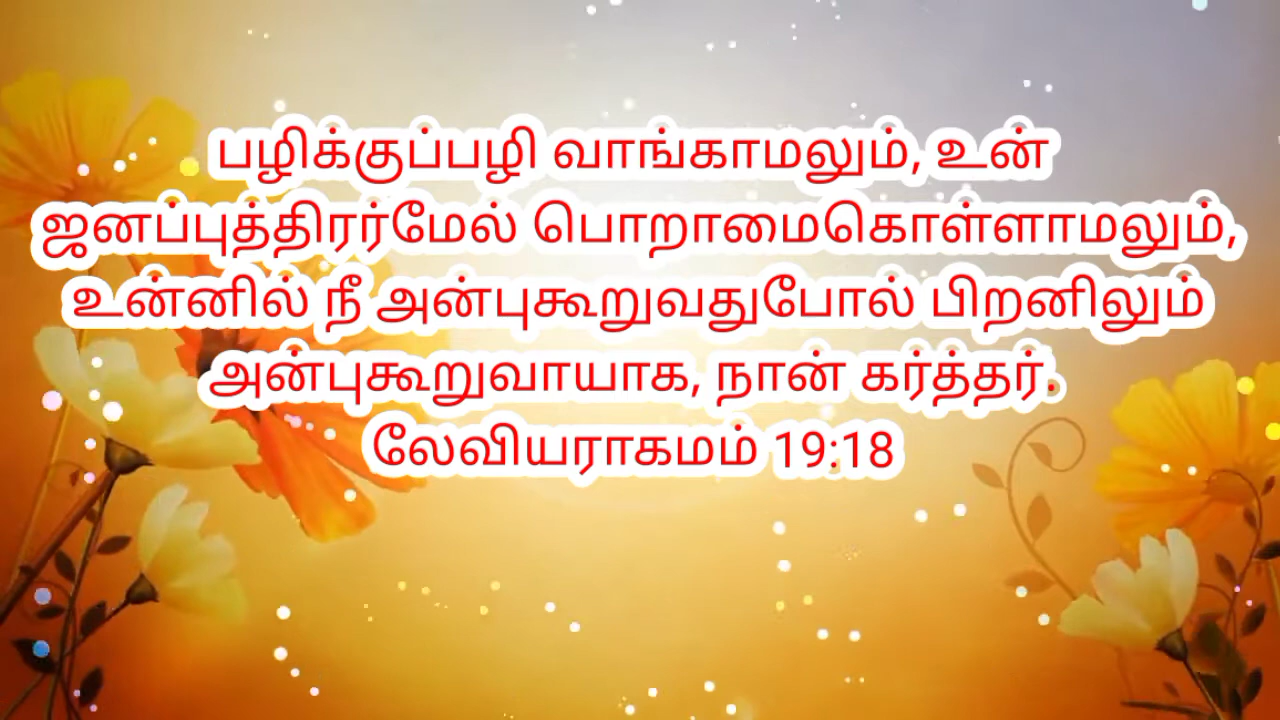 பழிக்குப்பழி வாங்காமலும், உன்
ஜனப்புத்திரர்மேல் பொறாமைகொள்ளாமலும்,
உன்னில் நீ அன்புகூறுவதுபோல் பிறனிலும்
அன்புகூறுவாயாக, நான் கர்த்தர்.
லேவியராகமம் 19:18